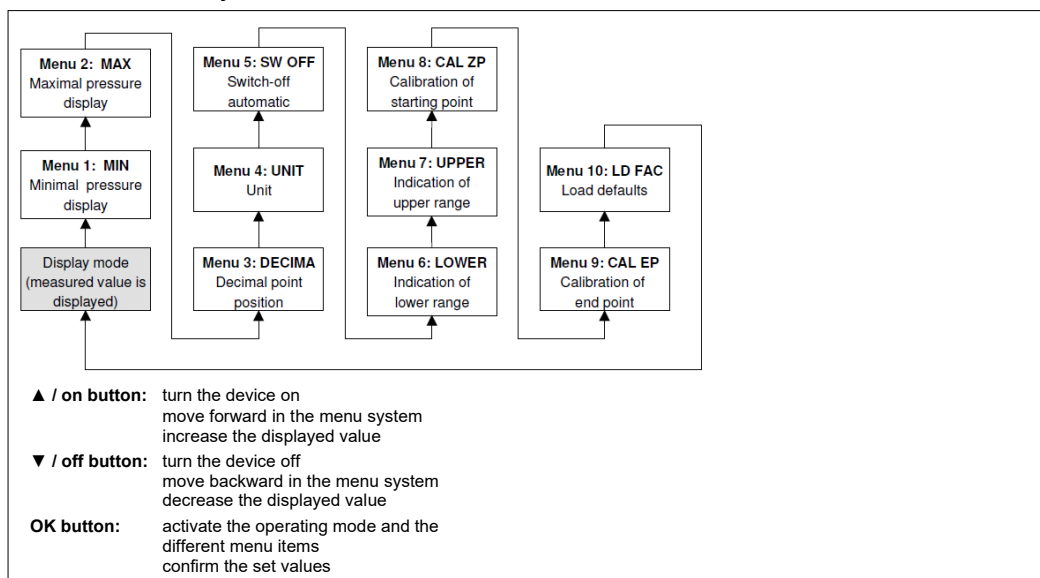 Menu 2: MAX
Maximal pressure
display
Menu 1: MIN
Minimal pressure
display
Display mode
(measured value is
displayed)
Menu 5: SW OFF
Switch-off
automatic
Menu 4: UNIT
Unit
Menu 3: DECIMA
Decimal point
position
Menu 8: CAL ZP
Calibration of
starting point
Menu 7: UPPER
Indication of
upper range
Menu 6: LOWER
Indication of
lower range
Menu 10: LD FAC
Load defaults
Menu 9: CAL EP
Calibration of
end point
▲ / on button: turn the device on
move forward in the menu system
increase the displayed value
▼ / off button: turn the device off
move backward in the menu system
decrease the displayed value
OK button: activate the operating mode and the
different menu items
confirm the set values